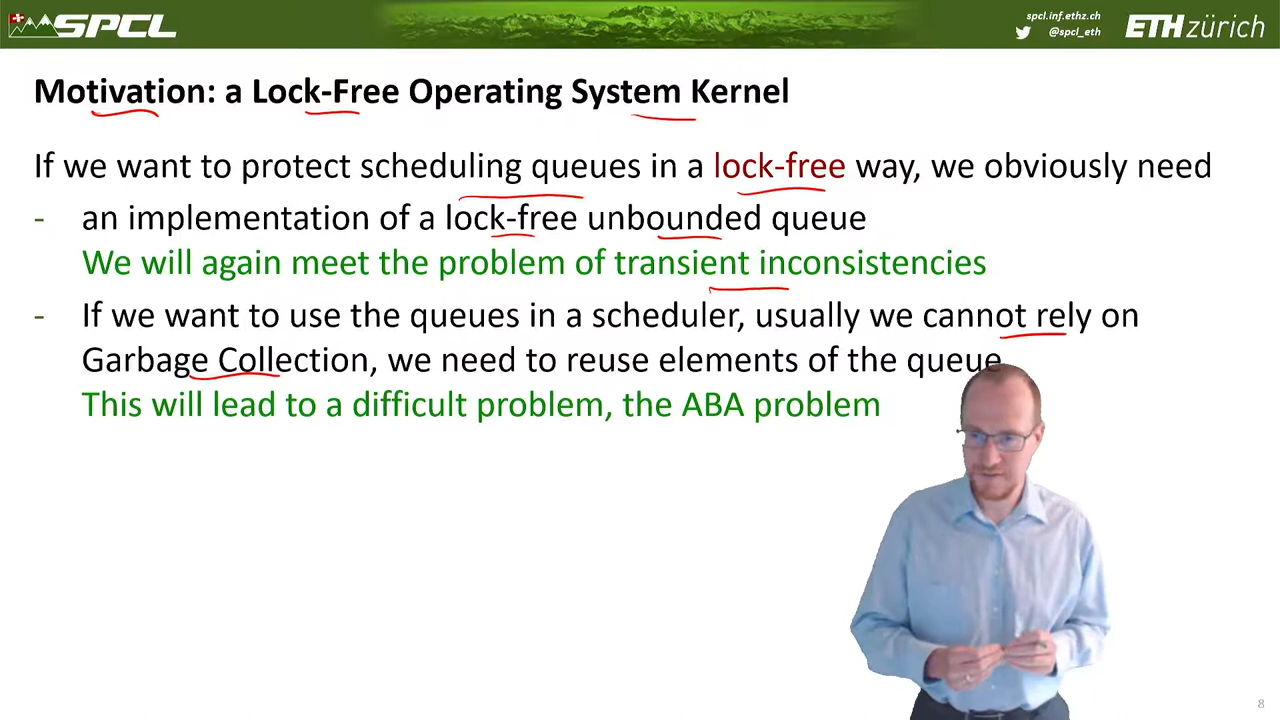 SPCL
spcl.inf.ethz.ch
@spcl_eth
ETH zürich
Motivation: a Lock-Free Operating System Kernel
If we want to protect scheduling queues in a lock-free way, we obviously need
- an implementation of a lock-free unbounded queue
We will again meet the problem of transient inconsistencies
- If we want to use the queues in a scheduler, usually we cannot rely on
Garbage Collection, we need to reuse elements of the queue
This will lead to a difficult problem, the ABA problem
8